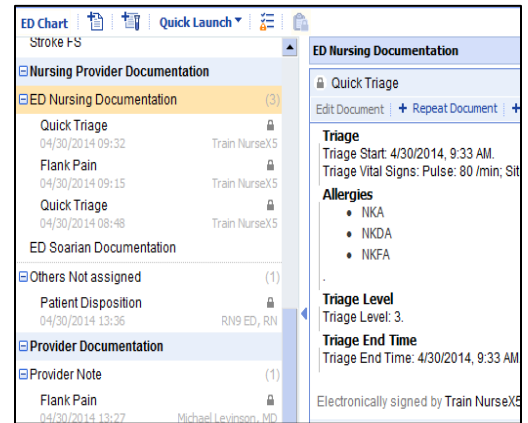 ED Chart Quick Launch
Stroke FS
Nursing Provider Documentation
ED Nursing Documentation (3)
Quick Triage
04/30/2014 09:32 Train NurseX5
Flank Pain
04/30/2014 09:15 Train NurseX5
Quick Triage
04/30/2014 08:48 Train NurseX5
ED Soarian Documentation
Others Not assigned (1)
Patient Disposition
04/30/2014 13:36 RN9 ED, RN
Provider Documentation
Provider Note (1)
Flank Pain
04/30/2014 13:27 Michael Levinson, MD
ED Nursing Documentation
Quick Triage
Edit Document + Repeat Document +
Triage
Triage Start: 4/30/2014, 9:33 AM.
Triage Vital Signs: Pulse: 80 /min; Sit
Allergies
• NKA
• NKDA
• NKFA
.
Triage Level
Triage Level: 3.
Triage End Time
Triage End Time: 4/30/2014, 9:33 AM
Electronically signed by Train NurseX5